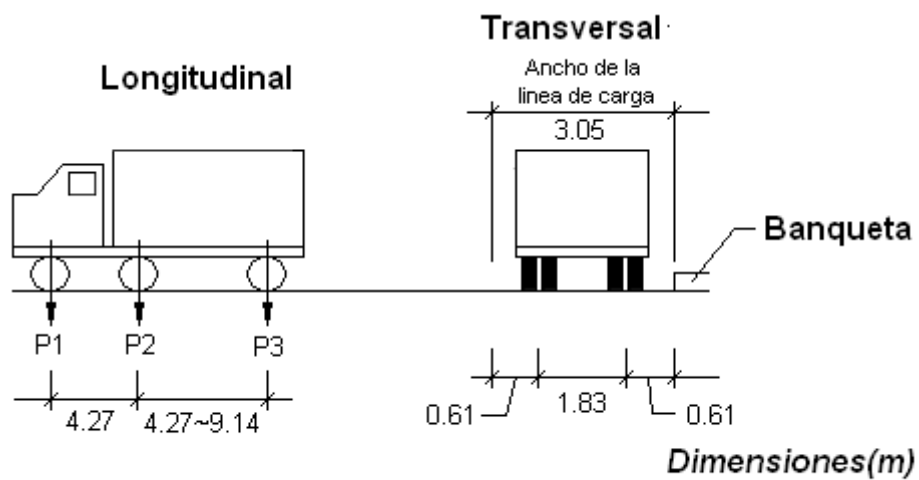 Transversal
Longitudinal
Ancho de la
linea de carga
3.05
Banqueta
P1 P2 P3
4.27 4.27~9.14
0.61 1.83 0.61
Dimensiones(m)